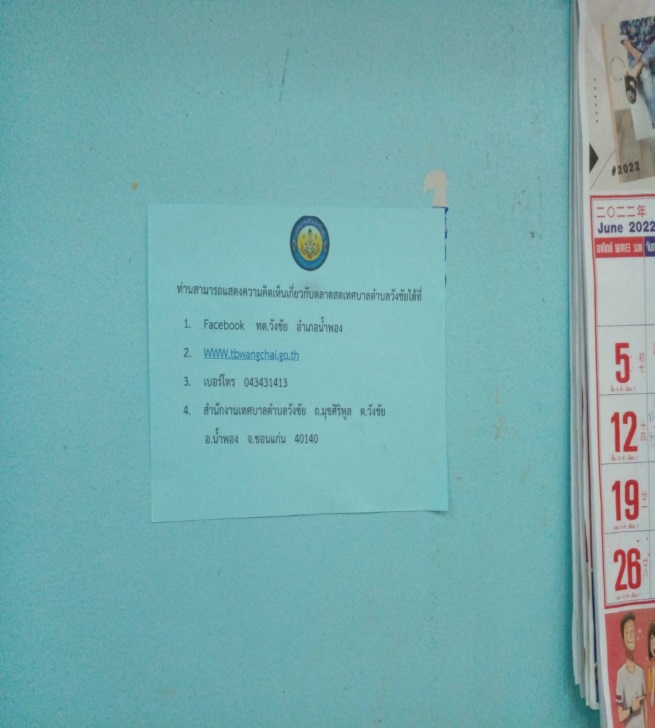 ท่านสามารถแสดงความคิดเห็นเกี่ยวกับตลาดสดเทศบาลตำบลวังชัยได้ที่
1. Facebook ทต.วังชัย อำเภอน้ำพอง
2. WWW.tbwangchai.go.th
3. เบอร์โทร 043431413
4. สำนักงานเทศบาลตำบลวังชัย ถ.มุขศิริพูล ต.วังชัย
อ.น้ำพอง จ.ขอนแก่น 40140
#2022
二〇二二年
June 2022
อาทิตย์ SUN
5
12
19
26